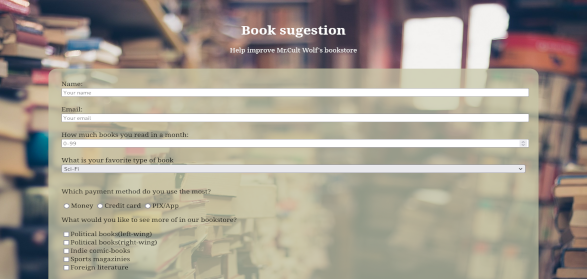 Book sugestion
Help improve Mr.Cult Wolf's bookstore
Name:
Your name
Email:
Your email
How much books you read in a month:
0-99
What is your favorite type of book
Sci-Fi
Which payment method do you use the most?
Money Credit card PIX/App
What would you like to see more of in our bookstore?
Political books(left-wing)
Political books(right-wing)
Indie comic-books
Sports magazinies
Foreign literature